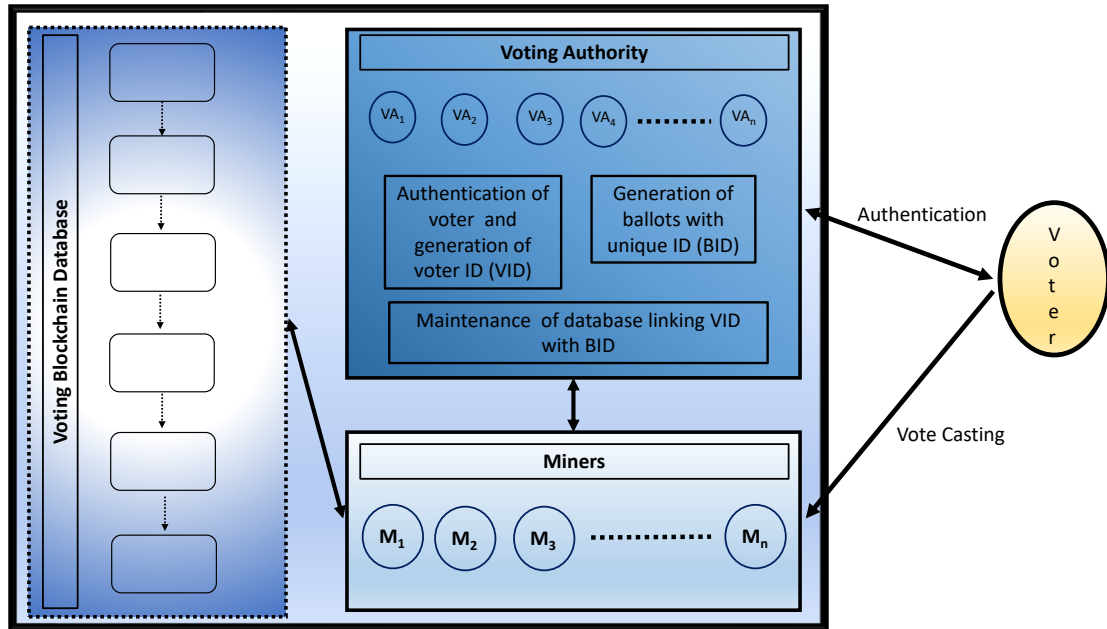 Voting Blockchain Database
Voting Authority
VA1
VA2
VA3
VA4
VAn
Authentication of
voter and
generation of
voter ID (VID)
Generation of
ballots with
unique ID (BID)
Maintenance of database linking VID
with BID
Miners
M1
M2
M3
Mn
Authentication
Vote Casting
Voter